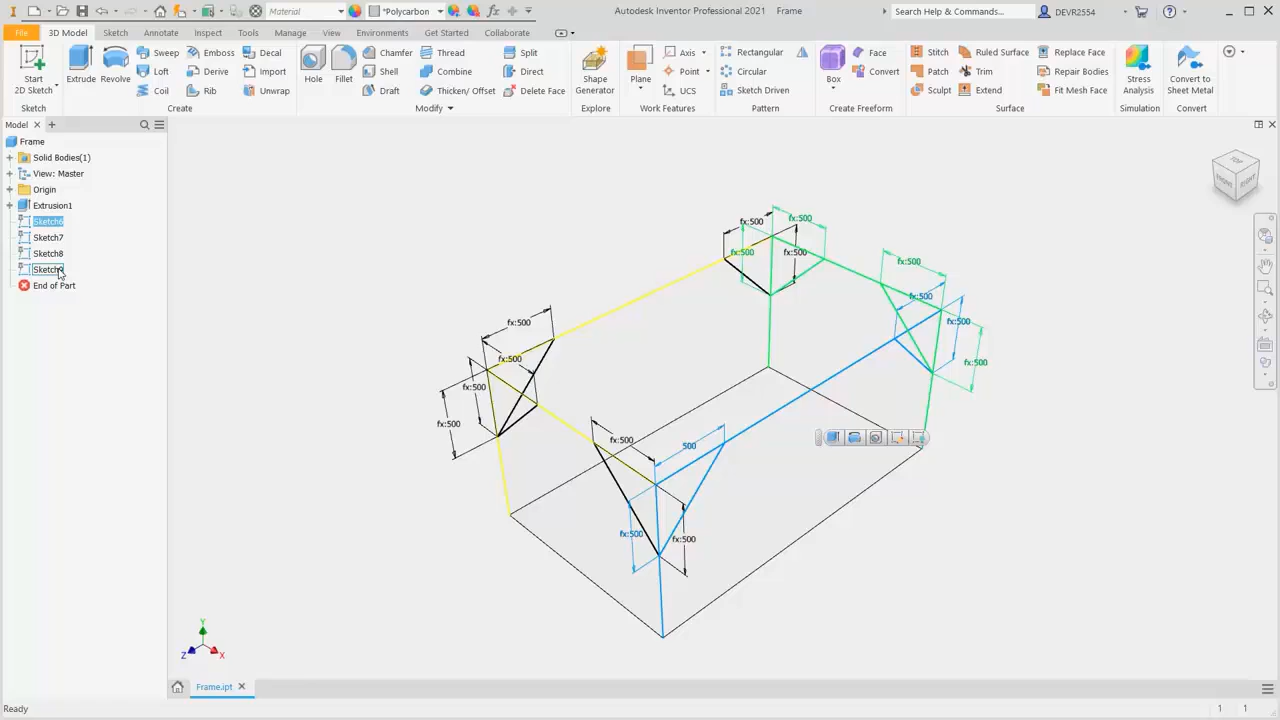 Material
*Polycarbon
fx
Autodesk Inventor Professional 2021
Frame
Search Help & Commands...
DEVR2554
File
3D Model
Sketch
Annotate
Inspect
Tools
Manage
View
Environments
Get Started
Collaborate
Start
2D Sketch
Sketch
Extrude
Revolve
Sweep
Loft
Coil
Emboss
Derive
Rib
Decal
Import
Unwrap
Create
Hole
Fillet
Chamfer
Shell
Draft
Thread
Combine
Thicken/ Offset
Split
Direct
Delete Face
Modify
Shape
Generator
Explore
Plane
Axis
Point
UCS
Work Features
Rectangular
Circular
Sketch Driven
Pattern
Box
Face
Convert
Create Freeform
Stitch
Patch
Sculpt
Ruled Surface
Trim
Extend
Replace Face
Repair Bodies
Fit Mesh Face
Surface
Stress
Analysis
Simulation
Convert to
Sheet Metal
Convert
Model
Frame
Solid Bodies(1)
View: Master
Origin
Extrusion1
Sketch6
Sketch7
Sketch8
Sketch9
End of Part
TOP
FRONT
RIGHT
fx:500
fx:500
fx:500
fx:500
fx:500
fx:500
fx:500
fx:500
fx:500
fx:500
fx:500
fx:500
fx:500
500
fx:500
fx:500
Y
Z
X
Frame.ipt
Ready
1
1